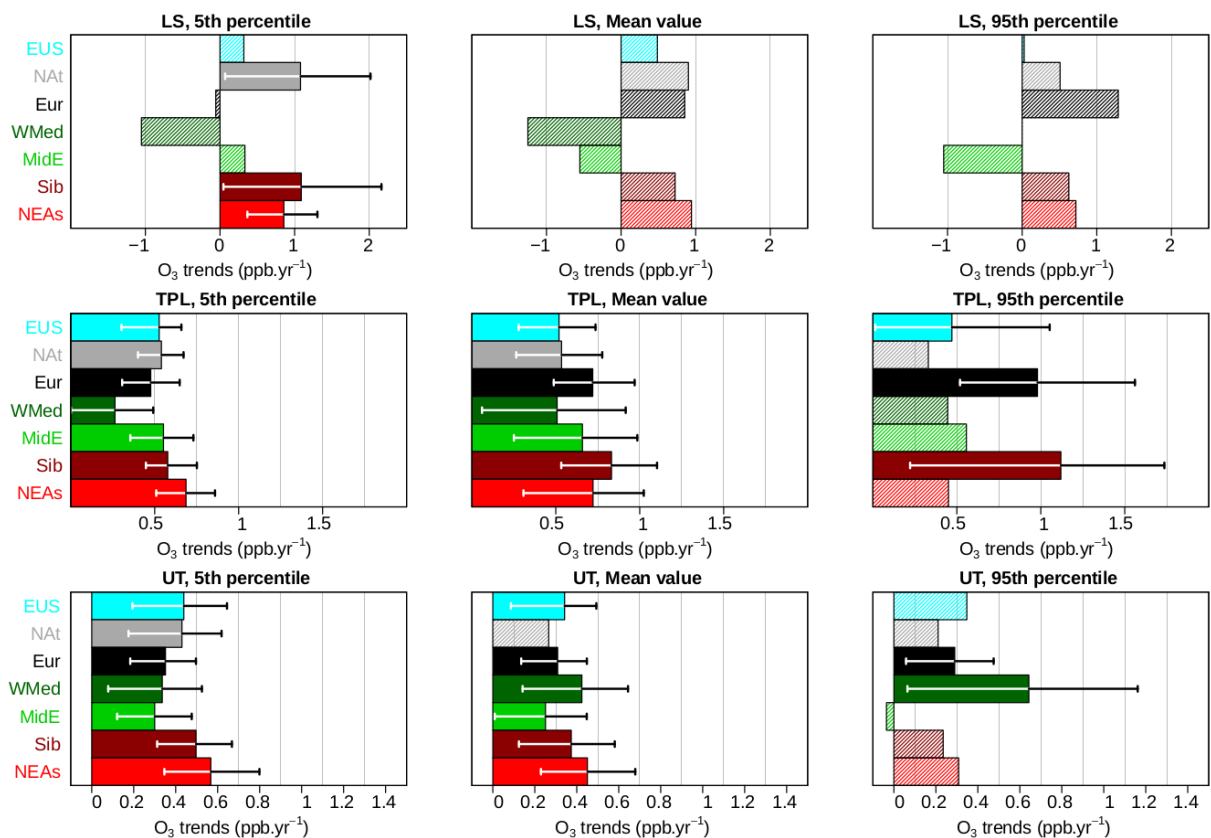 LS, 5th percentile
LS, Mean value
LS, 95th percentile
EUS
NAt
Eur
WMed
MidE
Sib
NEAs
−1 0 1 2
−1 0 1 2
−1 0 1 2
O₃ trends (ppb.yr⁻¹)
O₃ trends (ppb.yr⁻¹)
O₃ trends (ppb.yr⁻¹)
TPL, 5th percentile
TPL, Mean value
TPL, 95th percentile
EUS
NAt
Eur
WMed
MidE
Sib
NEAs
0.5 1 1.5
0.5 1 1.5
0.5 1 1.5
O₃ trends (ppb.yr⁻¹)
O₃ trends (ppb.yr⁻¹)
O₃ trends (ppb.yr⁻¹)
UT, 5th percentile
UT, Mean value
UT, 95th percentile
EUS
NAt
Eur
WMed
MidE
Sib
NEAs
0 0.2 0.4 0.6 0.8 1 1.2 1.4
0 0.2 0.4 0.6 0.8 1 1.2 1.4
0 0.2 0.4 0.6 0.8 1 1.2 1.4
O₃ trends (ppb.yr⁻¹)
O₃ trends (ppb.yr⁻¹)
O₃ trends (ppb.yr⁻¹)